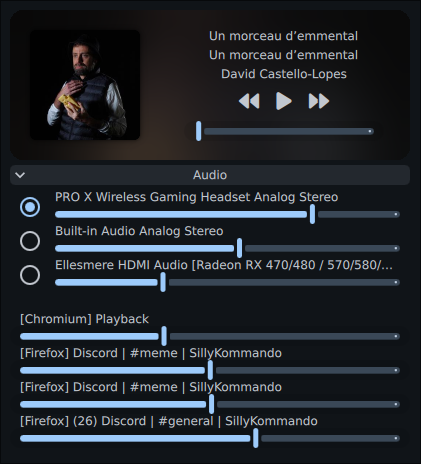 Un morceau d’emmental
Un morceau d’emmental
David Castello-Lopes
Audio
PRO X Wireless Gaming Headset Analog Stereo
Built-in Audio Analog Stereo
Ellesmere HDMI Audio [Radeon RX 470/480 / 570/580/...
[Chromium] Playback
[Firefox] Discord | #meme | SillyKommando
[Firefox] Discord | #meme | SillyKommando
[Firefox] (26) Discord | #general | SillyKommando